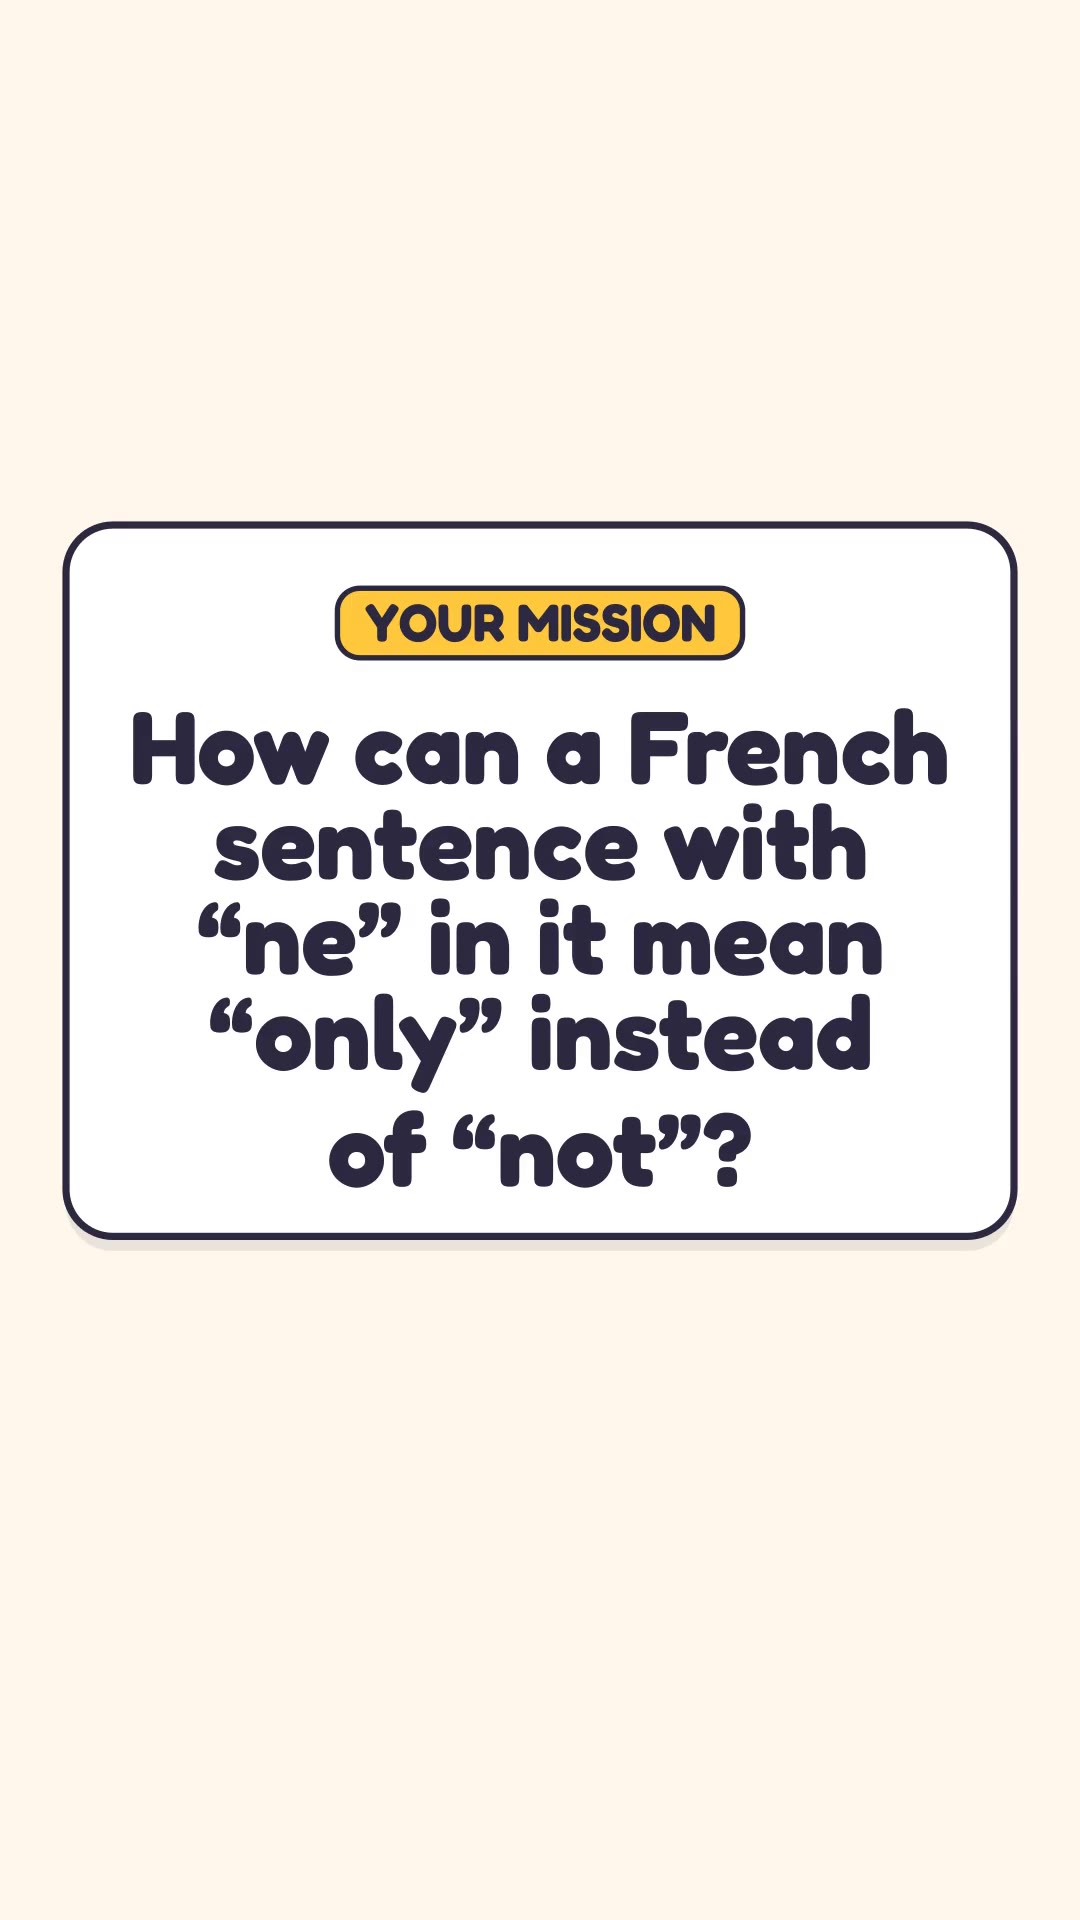 YOUR MISSION
How can a French
sentence with
“ne” in it mean
“only” instead
of “not”?